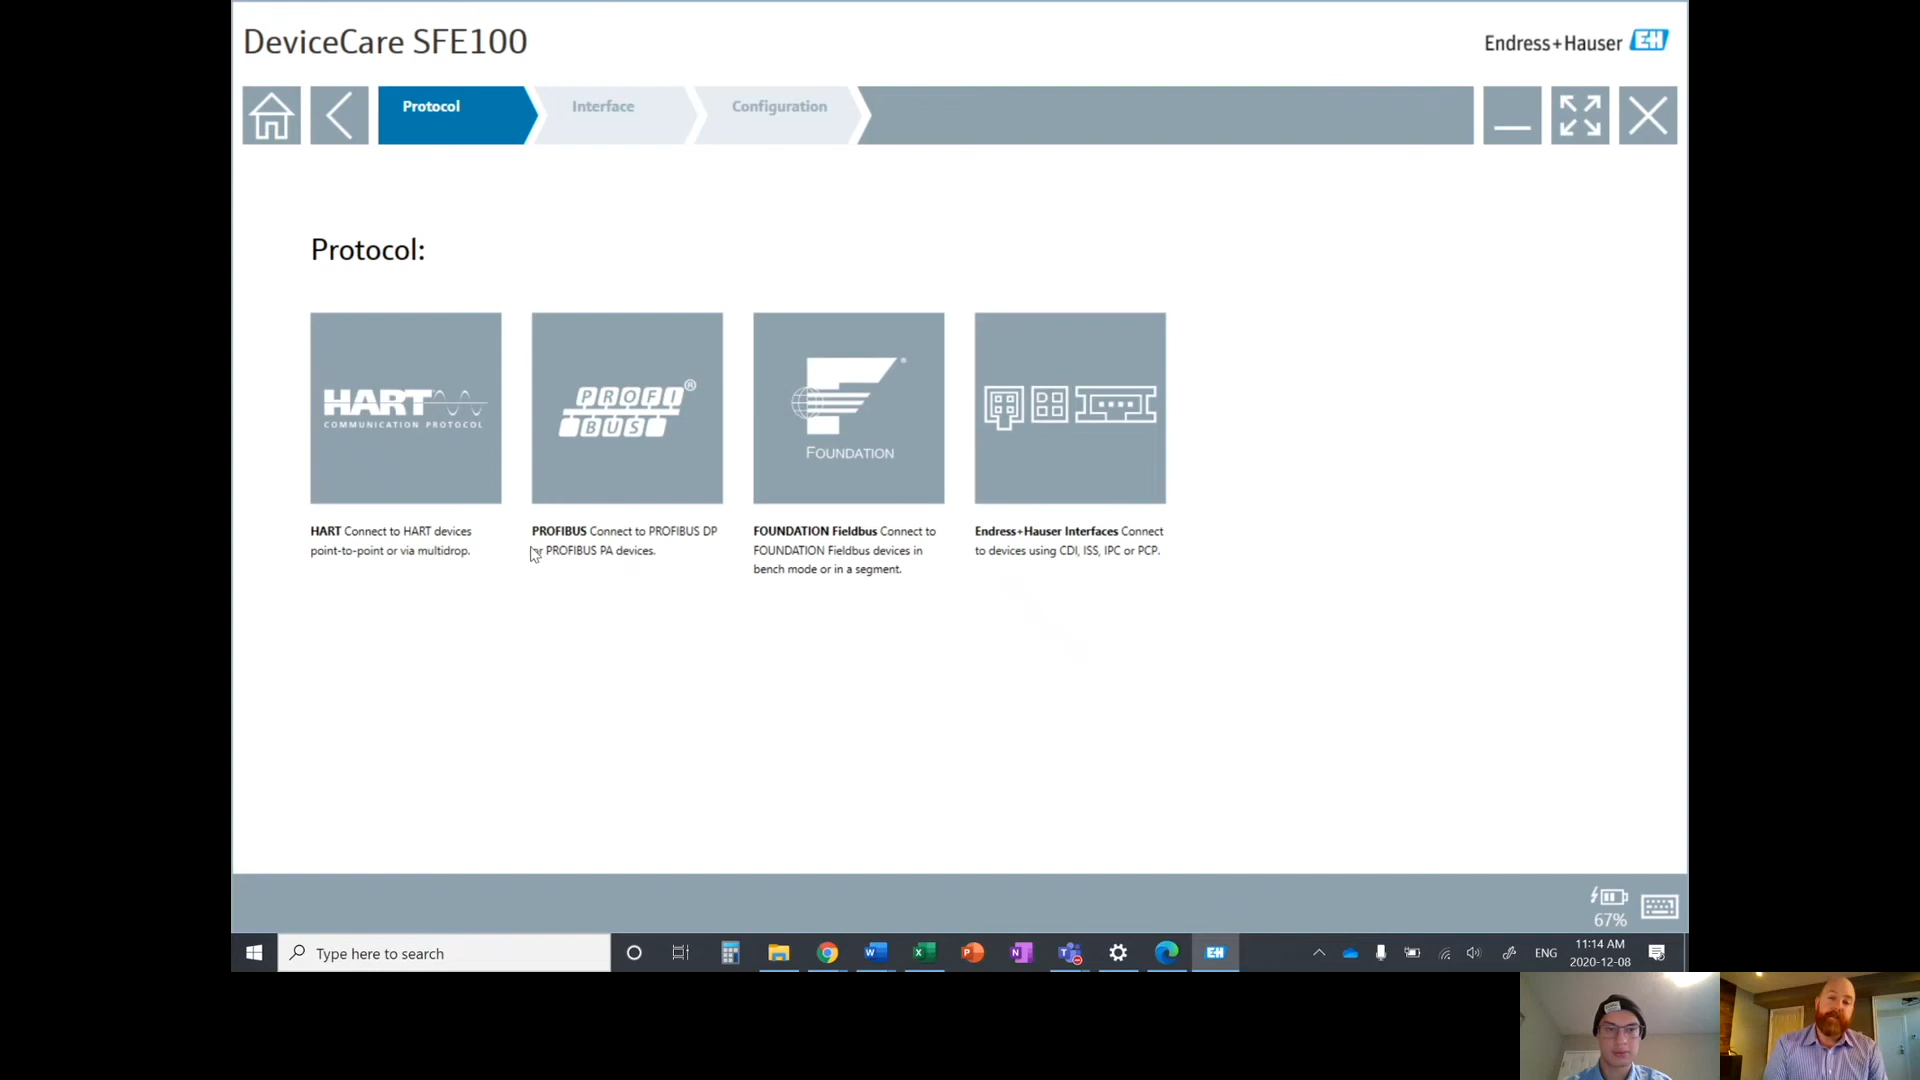 DeviceCare SFE100
Endress+Hauser EH
Protocol
Interface
Configuration
Protocol:
HART
COMMUNICATION PROTOCOL
PROFI®
BUS
FOUNDATION
HART Connect to HART devices
point-to-point or via multidrop.
PROFIBUS Connect to PROFIBUS DP
or PROFIBUS PA devices.
FOUNDATION Fieldbus Connect to
FOUNDATION Fieldbus devices in
bench mode or in a segment.
Endress+Hauser Interfaces Connect
to devices using CDI, ISS, IPC or PCP.
67%
Type here to search
ENG
11:14 AM
2020-12-08